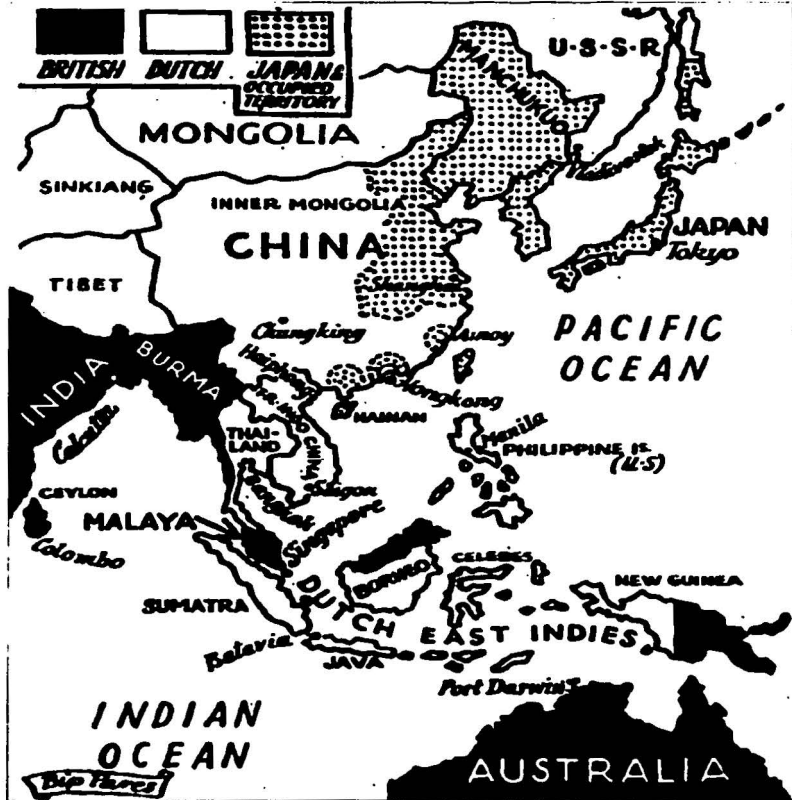 BRITISH DUTCH JAPAN & OCCUPIED TERRITORY
U·S·S·R
MANCHUKUO
MONGOLIA
SINKIANG
INNER MONGOLIA
CHINA
JAPAN
Tokyo
TIBET
Shanghai
Chungking
Amoy
PACIFIC
OCEAN
INDIA
BURMA
Haiphong
Hongkong
HAINAN
Calcutta
THAI-
LAND
CHINA
Manila
PHILIPPINE IS.
(U-S)
CEYLON
Bangkok
Saigon
MALAYA
Singapore
Colombo
CELEBES
BORNEO
NEW GUINEA
SUMATRA
DUTCH EAST INDIES
Batavia
JAVA
Port Darwin
INDIAN
OCEAN
AUSTRALIA